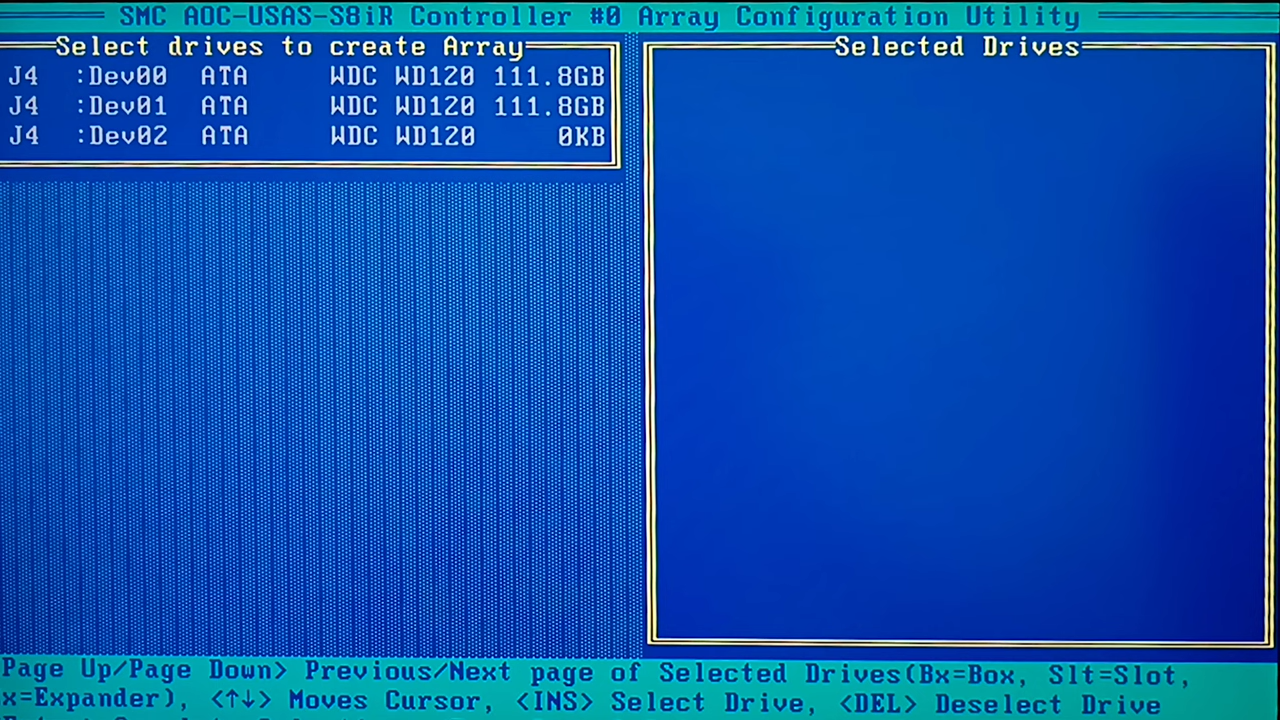 SMC AOC-USAS-S8iR Controller #0 Array Configuration Utility
Select drives to create Array
Selected Drives
J4 :Dev00 ATA WDC WD120 111.8GB
J4 :Dev01 ATA WDC WD120 111.8GB
J4 :Dev02 ATA WDC WD120 0KB
Page Up/Page Down> Previous/Next page of Selected Drives(Bx=Box, Slt=Slot,
x=Expander), <↑↓> Moves Cursor, <INS> Select Drive, <DEL> Deselect Drive